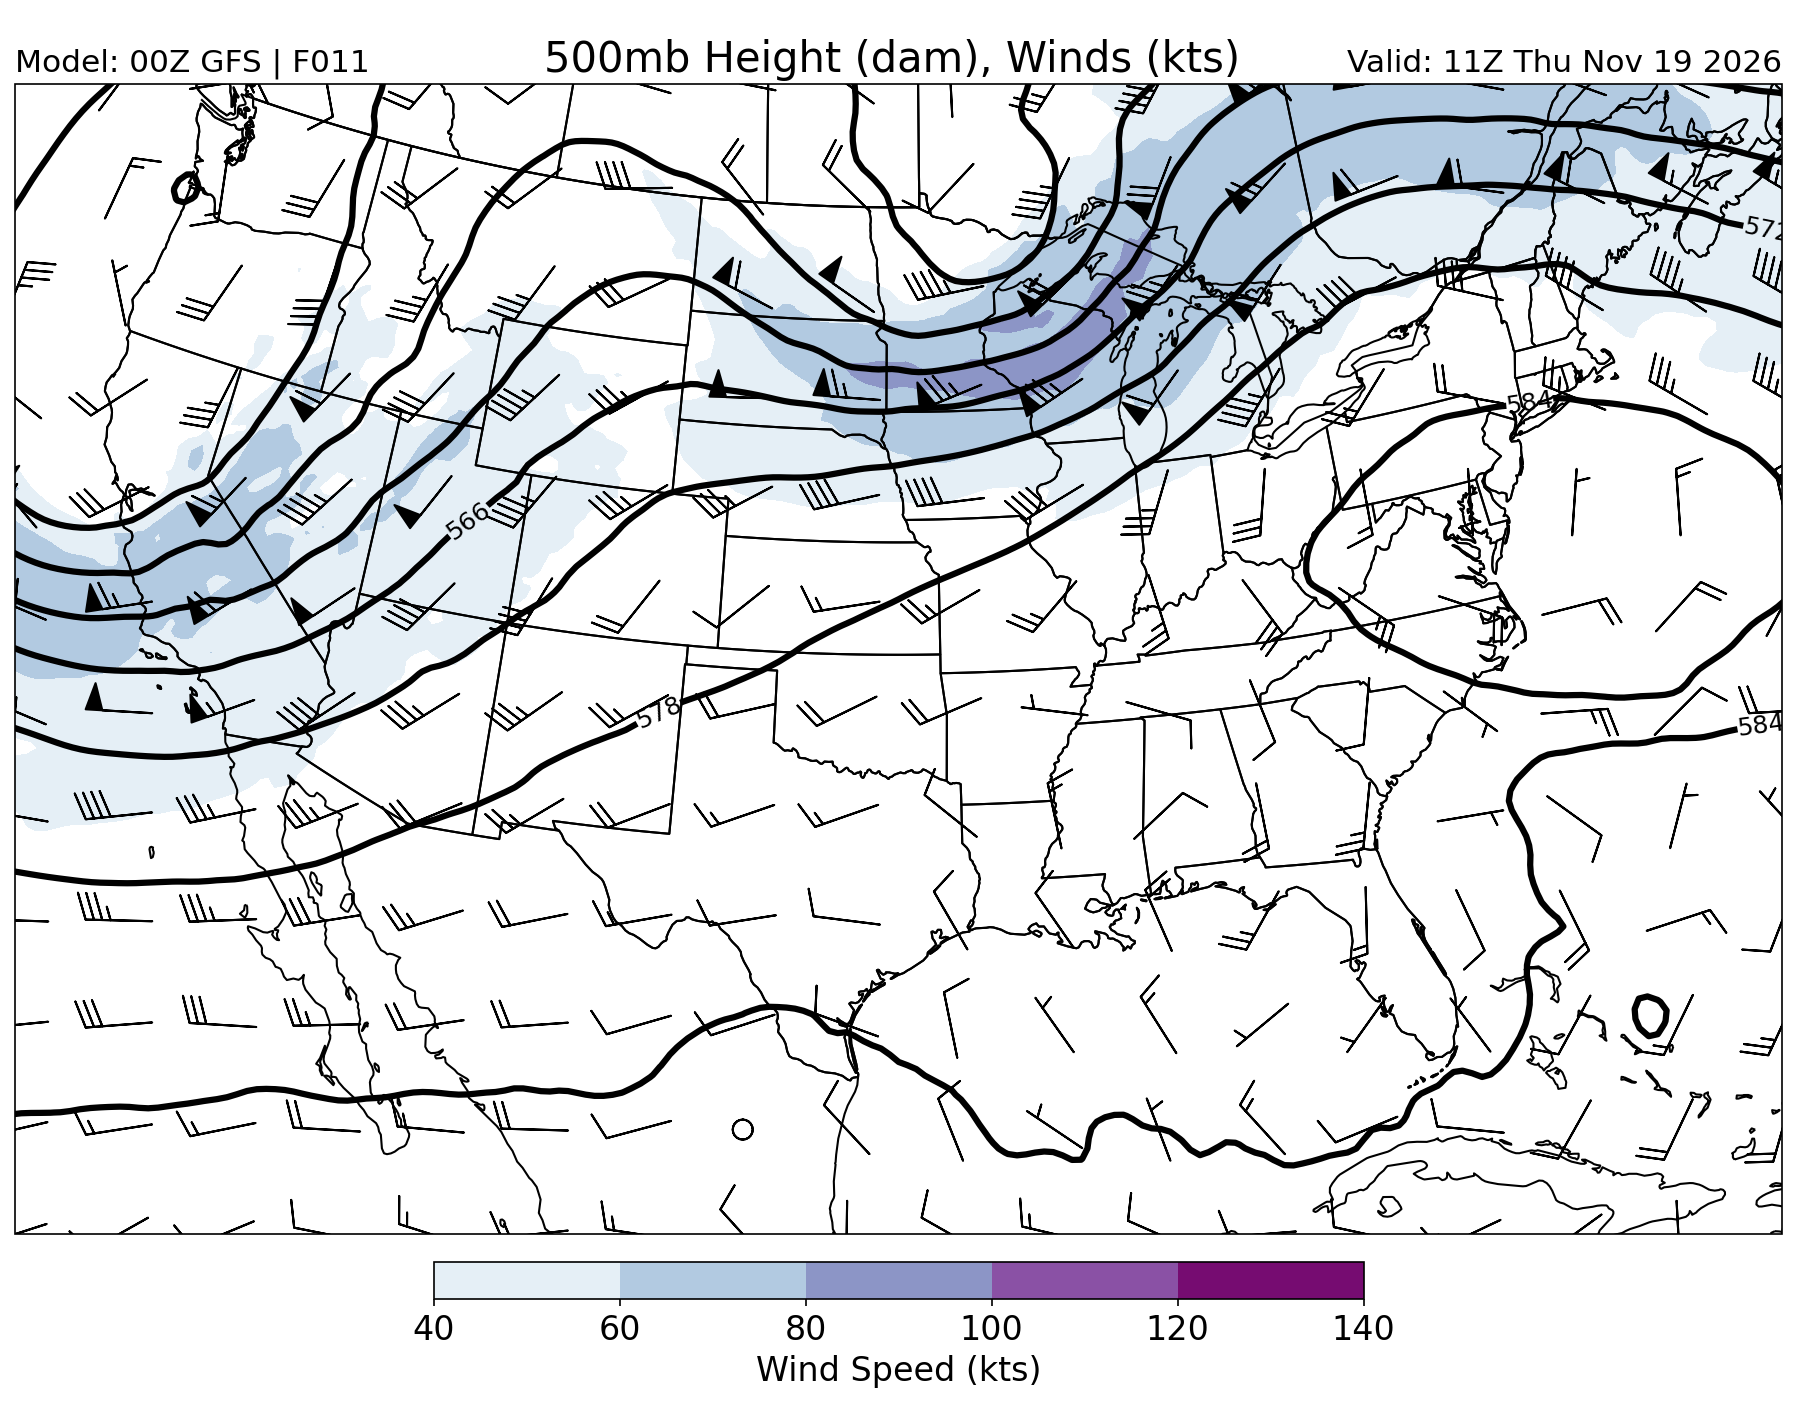 Model: 00Z GFS | F011
500mb Height (dam), Winds (kts)
Valid: 11Z Thu Nov 19 2026
572
584
566
578
584
40 60 80 100 120 140
Wind Speed (kts)